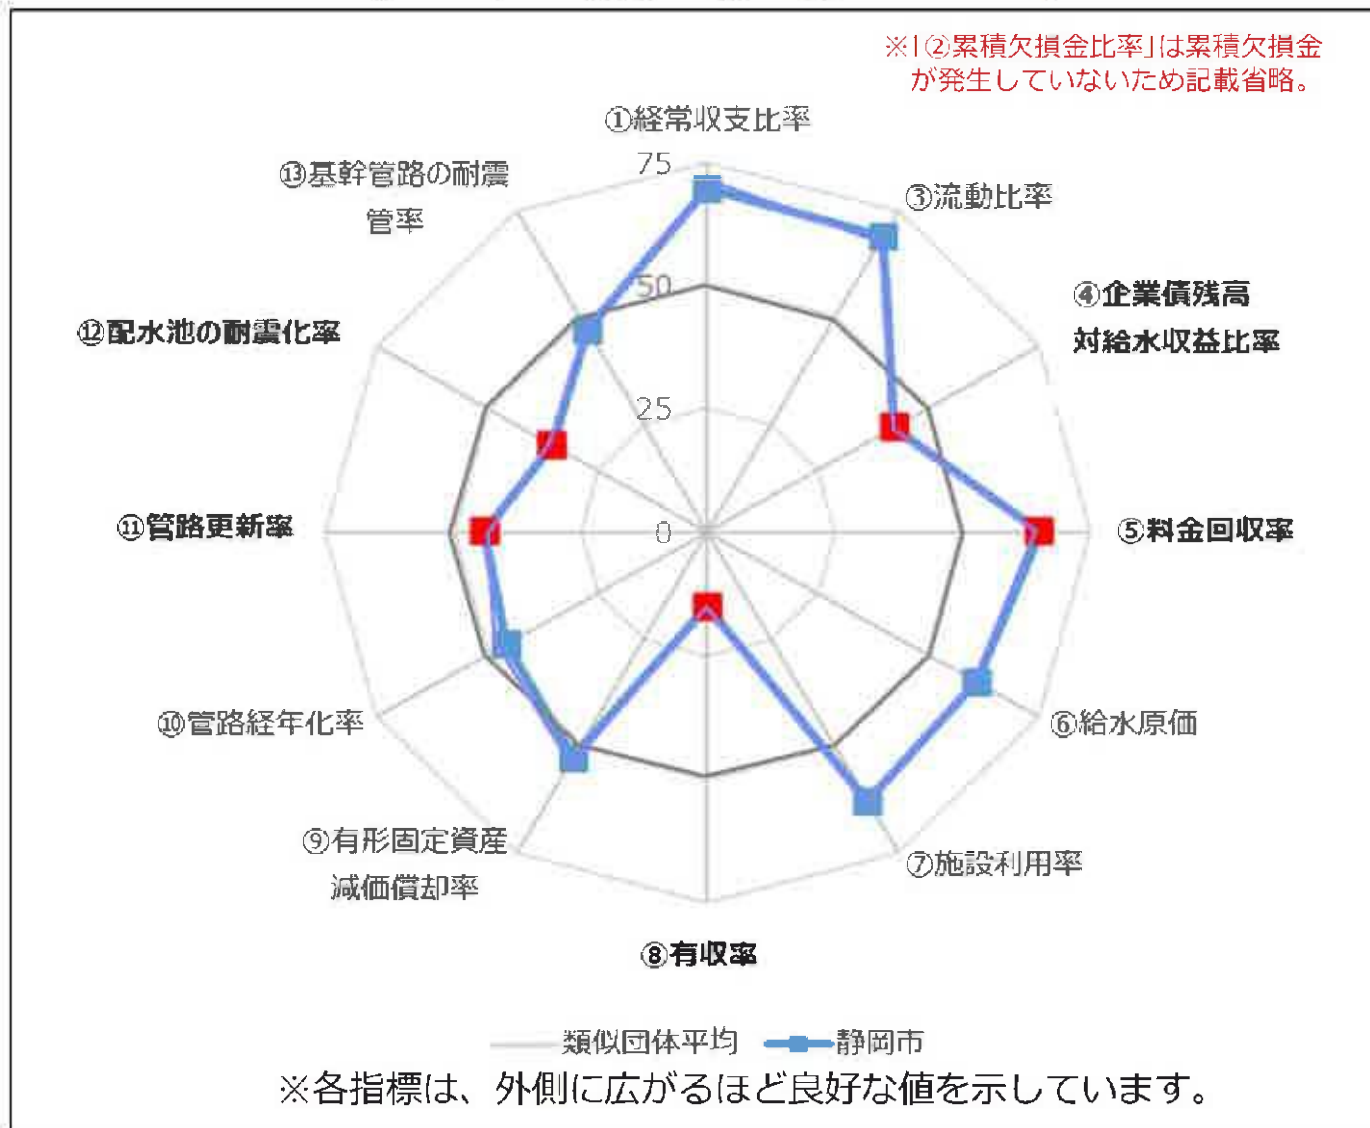 ※「②累積欠損金比率」は累積欠損金
が発生していないため記載省略。
①経常収支比率
75
⑬基幹管路の耐震
管率
③流動比率
50
④企業債残高
対給水収益比率
⑫配水池の耐震化率
25
⑪管路更新率
0
⑤料金回収率
⑩管路経年化率
⑥給水原価
⑨有形固定資産
減価償却率
⑦施設利用率
⑧有収率
類似団体平均 静岡市
※各指標は、外側に広がるほど良好な値を示しています。